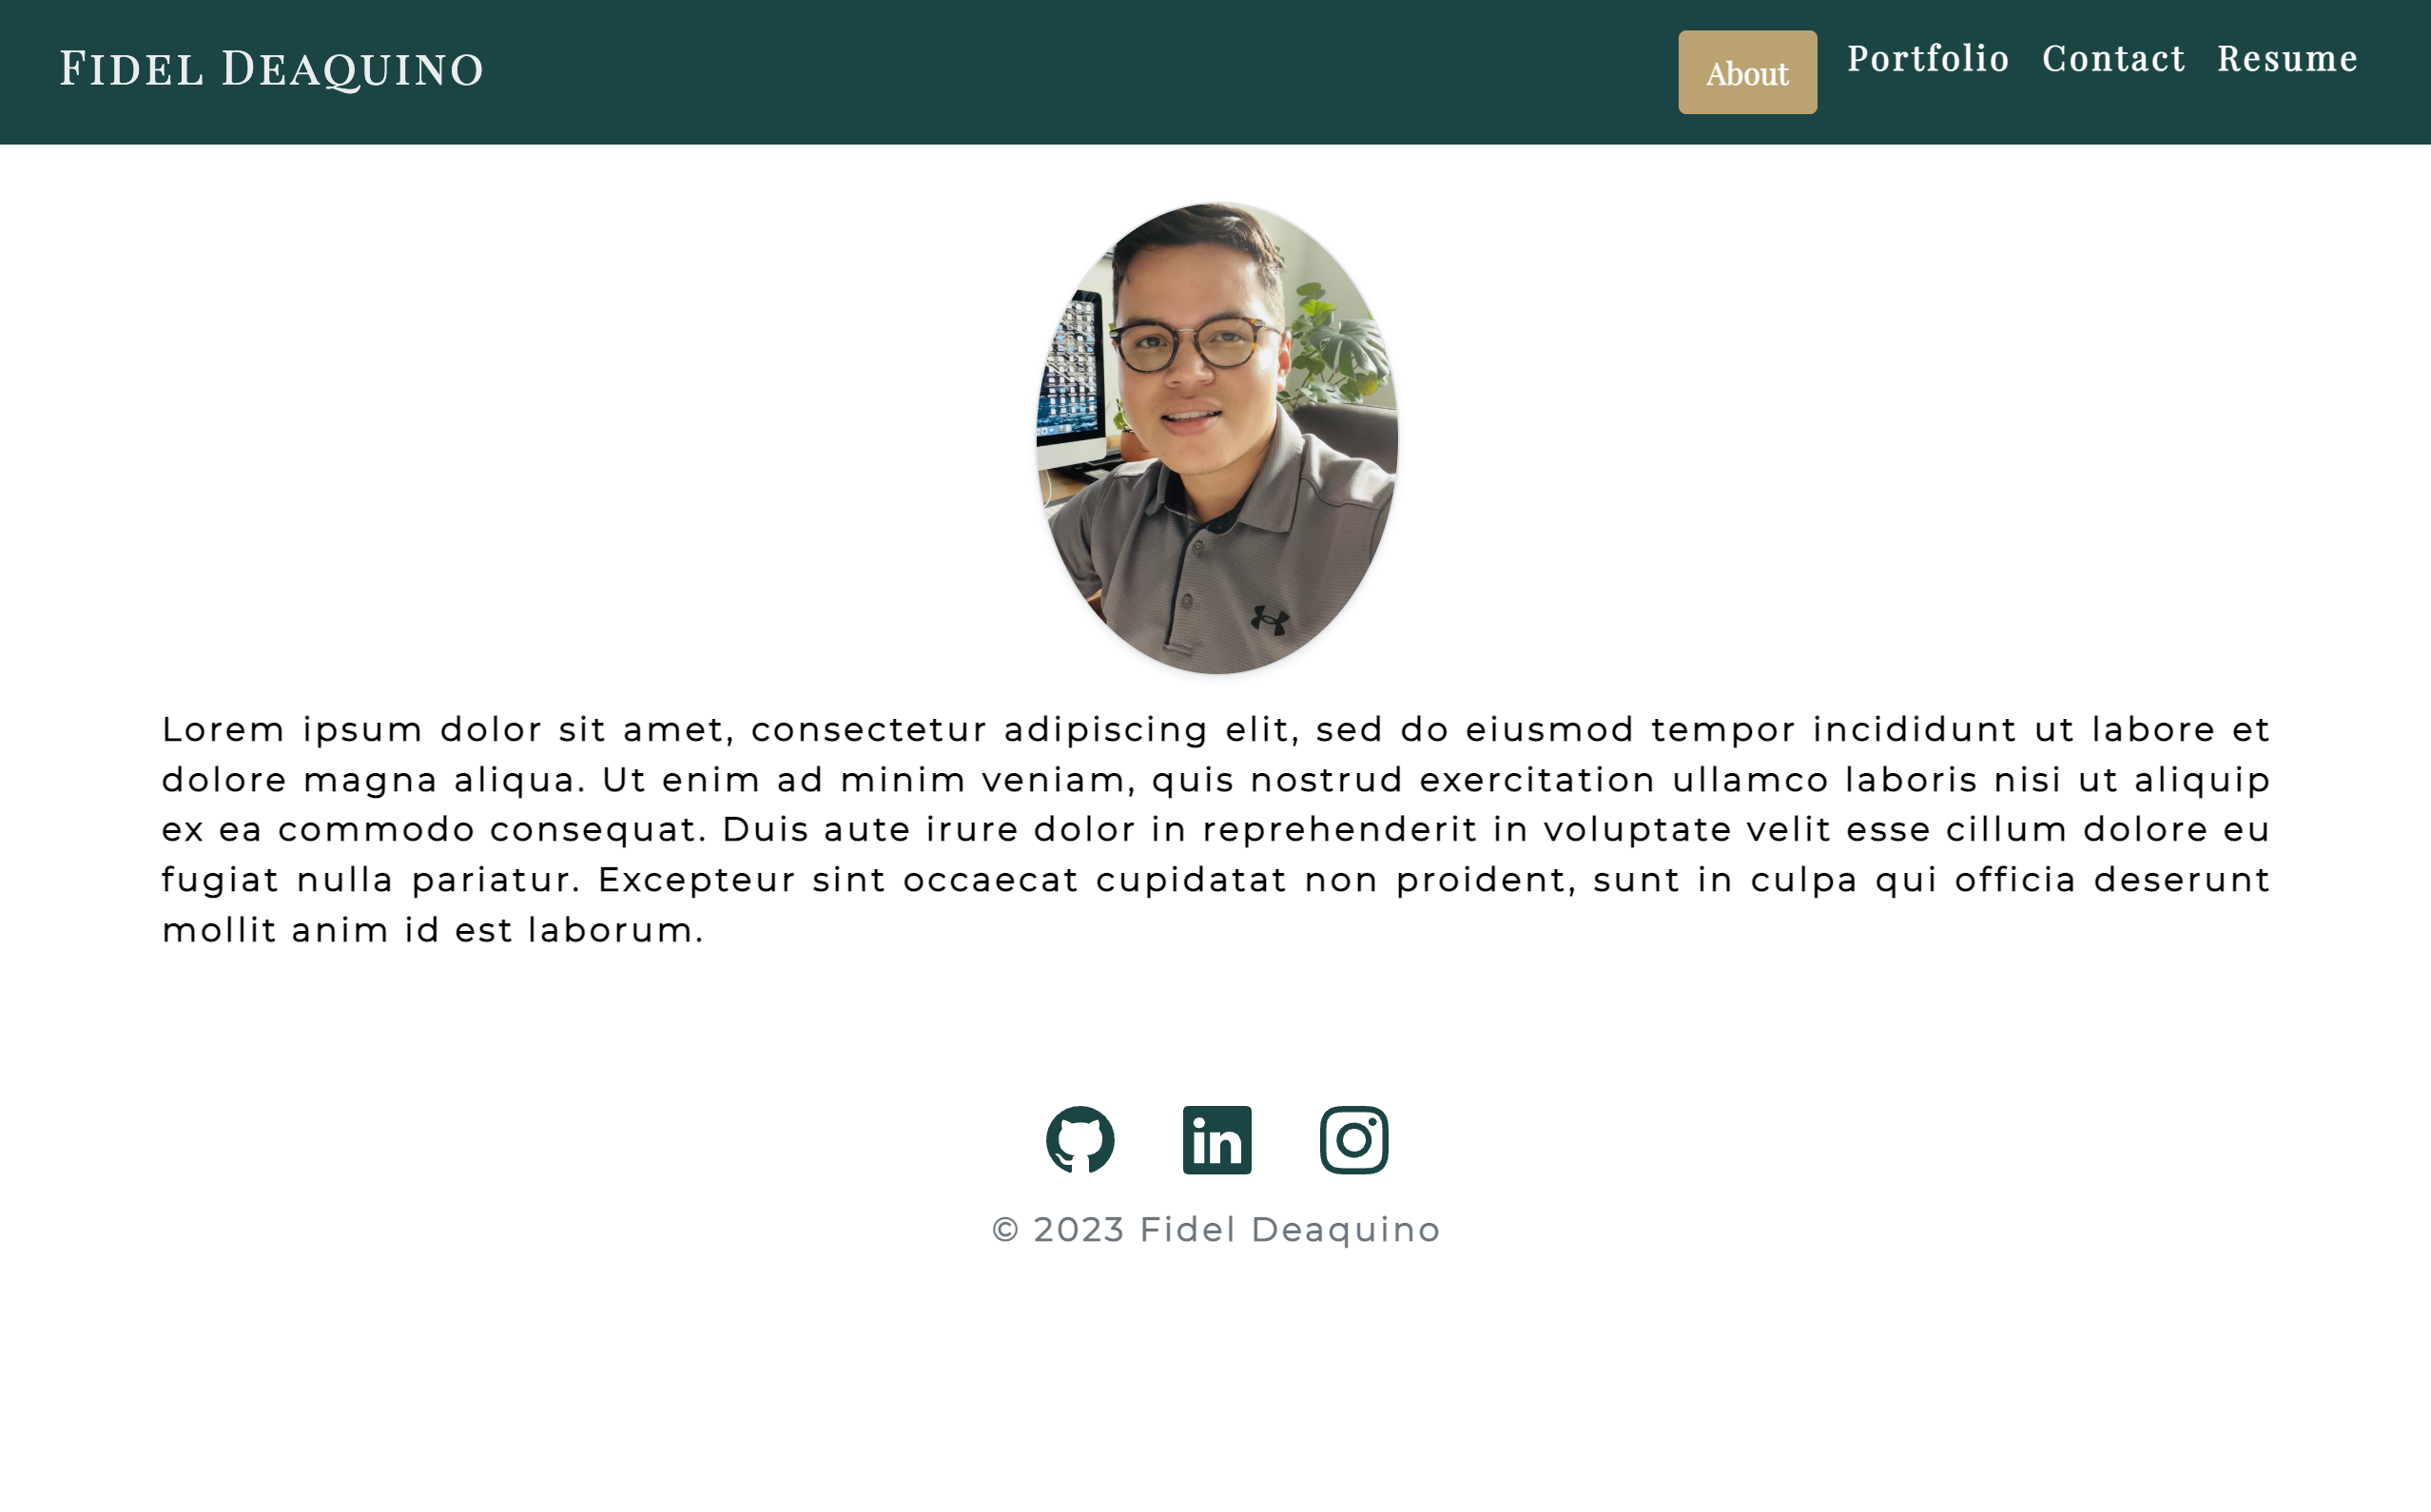 FIDEL DEAQUINO
About Portfolio Contact Resume
Lorem ipsum dolor sit amet, consectetur adipiscing elit, sed do eiusmod tempor incididunt ut labore et
dolore magna aliqua. Ut enim ad minim veniam, quis nostrud exercitation ullamco laboris nisi ut aliquip
ex ea commodo consequat. Duis aute irure dolor in reprehenderit in voluptate velit esse cillum dolore eu
fugiat nulla pariatur. Excepteur sint occaecat cupidatat non proident, sunt in culpa qui officia deserunt
mollit anim id est laborum.
in
© 2023 Fidel Deaquino